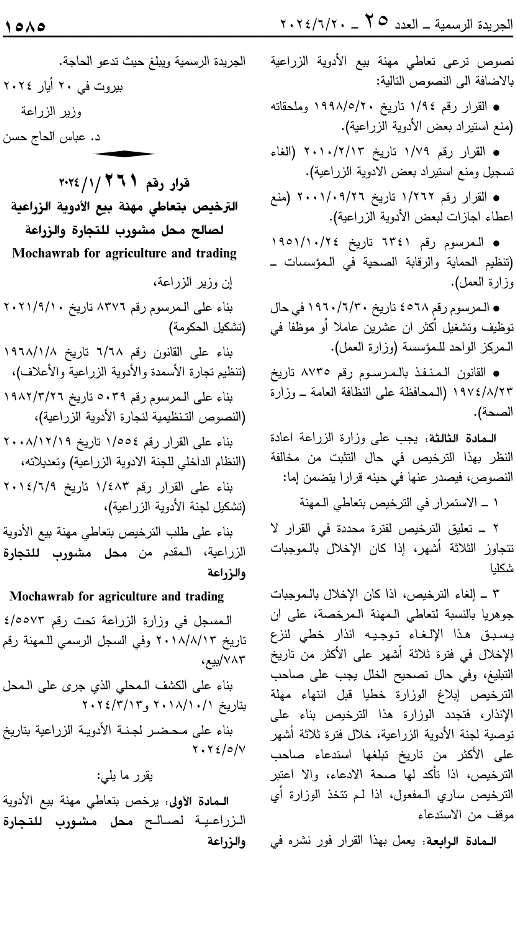 الجريدة الرسمية ــ العدد ٢٥ ــ ٢٠٢٤/٦/٢٠
١٥٨٥
نصوص ترعى تعاطي مهنة بيع الأدوية الزراعية
بالاضافة الى النصوص التالية:
● القرار رقم ١/٩٤ تاريخ ١٩٩٨/٥/٢٠ وملحقاته
(منع استيراد بعض الأدوية الزراعية).
● القرار رقم ١/٧٩ تاريخ ٢٠١٠/٢/١٣ (الغاء
تسجيل ومنع استيراد بعض الادوية الزراعية).
● القرار رقم ١/٢٦٢ تاريخ ٢٠٠١/٠٩/٢٦ (منع
اعطاء اجازات لبعض الأدوية الزراعية).
● المرسوم رقم ٦٣٤١ تاريخ ١٩٥١/١٠/٢٤
(تنظيم الحماية والرقابة الصحية في المؤسسات ــ
وزارة العمل).
● المرسوم رقم ٤٥٦٨ تاريخ ١٩٦٠/٦/٣٠ في حال
توظيف وتشغيل أكثر ان عشرين عاملا أو موظفا في
المركز الواحد للمؤسسة (وزارة العمل).
● القانون المنفذ بالمرسوم رقم ٨٧٣٥ تاريخ
١٩٧٤/٨/٢٣ (المحافظة على النظافة العامة ــ وزارة
الصحة).
المادة الثالثة: يجب على وزارة الزراعة اعادة
النظر بهذا الترخيص في حال التثبت من مخالفة
النصوص، فيصدر عنها في حينه قرارا يتضمن إما:
١ ــ الاستمرار في الترخيص بتعاطي المهنة
٢ ــ تعليق الترخيص لفترة محددة في القرار لا
تتجاوز الثلاثة أشهر، إذا كان الإخلال بالموجبات
شكليا
٣ ــ إلغاء الترخيص، اذا كان الإخلال بالموجبات
جوهريا بالنسبة لتعاطي المهنة المرخصة، على ان
يسبق هذا الإلغاء توجيه انذار خطي لنزع
الإخلال في فترة ثلاثة أشهر على الأكثر من تاريخ
التبليغ، وفي حال تصحيح الخلل يجب على صاحب
الترخيص إبلاغ الوزارة خطيا قبل انتهاء مهلة
الإنذار، فتجدد الوزارة هذا الترخيص بناء على
توصية لجنة الأدوية الزراعية، خلال فترة ثلاثة أشهر
على الأكثر من تاريخ تبلغها استدعاء صاحب
الترخيص، اذا تأكد لها صحة الادعاء، والا اعتبر
الترخيص ساري المفعول، اذا لم تتخذ الوزارة أي
موقف من الاستدعاء
المادة الرابعة: يعمل بهذا القرار فور نشره في
الجريدة الرسمية ويبلغ حيث تدعو الحاجة.
بيروت في ٢٠ أيار ٢٠٢٤
وزير الزراعة
د. عباس الحاج حسن
قرار رقم ٢٠٢٤/١/٢٦١
الترخيص بتعاطي مهنة بيع الأدوية الزراعية
لصالح محل مشورب للتجارة والزراعة
Mochawrab for agriculture and trading
إن وزير الزراعة،
بناء على المرسوم رقم ٨٣٧٦ تاريخ ٢٠٢١/٩/١٠
(تشكيل الحكومة)
بناء على القانون رقم ٦/٦٨ تاريخ ١٩٦٨/١/٨
(تنظيم تجارة الأسمدة والأدوية الزراعية والأعلاف)،
بناء على المرسوم رقم ٥٠٣٩ تاريخ ١٩٨٢/٣/٢٦
(النصوص التنظيمية لتجارة الأدوية الزراعية)،
بناء على القرار رقم ١/٥٥٤ تاريخ ٢٠٠٨/١٢/١٩
(النظام الداخلي للجنة الادوية الزراعية) وتعديلاته،
بناء على القرار رقم ١/٤٨٣ تاريخ ٢٠١٤/٦/٩
(تشكيل لجنة الأدوية الزراعية)،
بناء على طلب الترخيص بتعاطي مهنة بيع الأدوية
الزراعية، المقدم من محل مشورب للتجارة
والزراعة
Mochawrab for agriculture and trading
المسجل في وزارة الزراعة تحت رقم ٤/٥٥٧٣
تاريخ ٢٠١٨/٨/١٣ وفي السجل الرسمي للمهنة رقم
٧٨٣/بيع،
بناء على الكشف المحلي الذي جرى على المحل
بتاريخ ٢٠١٨/١٠/١ و٢٠٢٤/٣/١٣
بناء على محضر لجنة الأدوية الزراعية بتاريخ
٢٠٢٤/٥/٧
يقرر ما يلي:
المادة الأولى: يرخص بتعاطي مهنة بيع الأدوية
الزراعية لصالح محل مشورب للتجارة
والزراعة